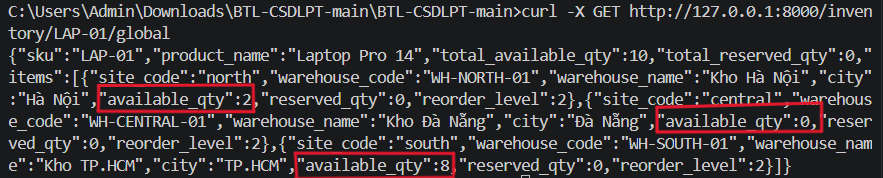 C:\Users\Admin\Downloads\BTL-CSDLPT-main\BTL-CSDLPT-main>curl -X GET http://127.0.0.1:8000/inven
tory/LAP-01/global
{"sku":"LAP-01","product_name":"Laptop Pro 14","total_available_qty":10,"total_reserved_qty":0,"
items":[{"site_code":"north","warehouse_code":"WH-NORTH-01","warehouse_name":"Kho Hà Nội","city"
:"Hà Nội","available_qty":2,"reserved_qty":0,"reorder_level":2},{"site_code":"central","warehous
e_code":"WH-CENTRAL-01","warehouse_name":"Kho Đà Nẵng","city":"Đà Nẵng","available_qty":0,"reser
ved_qty":0,"reorder_level":2},{"site_code":"south","warehouse_code":"WH-SOUTH-01","warehouse_nam
e":"Kho TP.HCM","city":"TP.HCM","available_qty":8,"reserved_qty":0,"reorder_level":2}]}